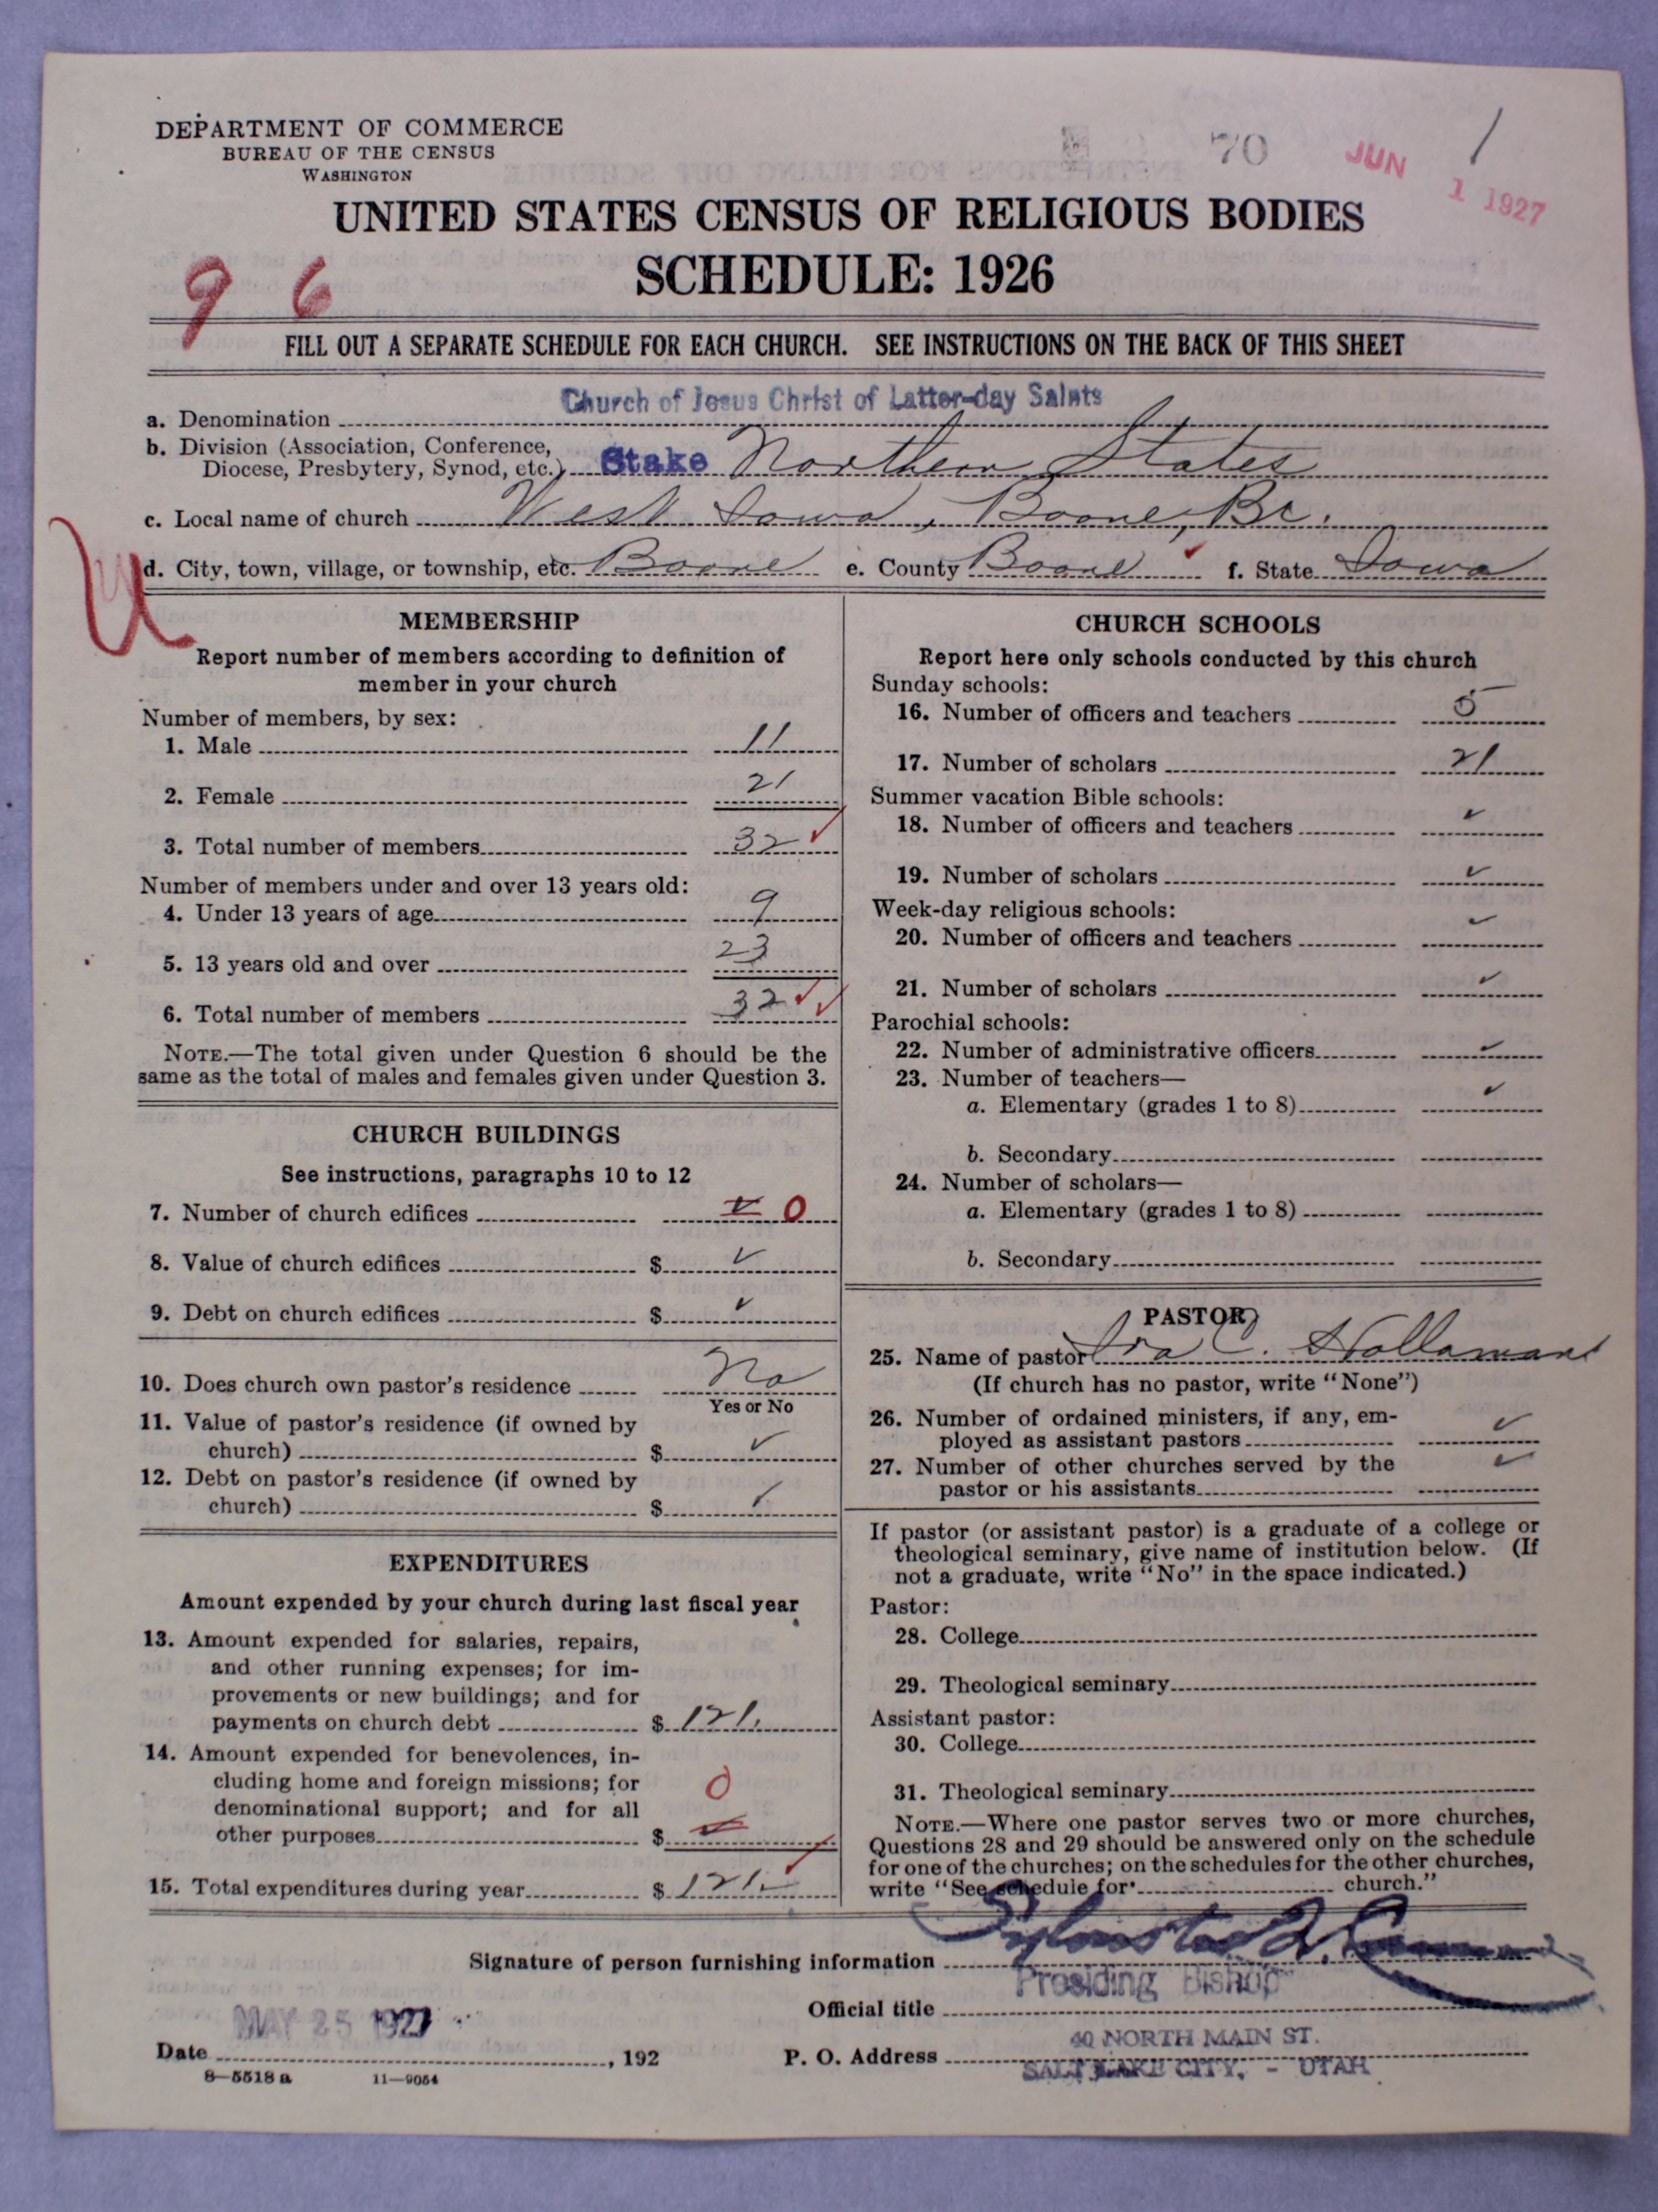 DEPARTMENT OF COMMERCE
BUREAU OF THE CENSUS
WASHINGTON
70
JUN 1 1927
/
UNITED STATES CENSUS OF RELIGIOUS BODIES
SCHEDULE: 1926
9 6
FILL OUT A SEPARATE SCHEDULE FOR EACH CHURCH. SEE INSTRUCTIONS ON THE BACK OF THIS SHEET
a. Denomination Church of Jesus Christ of Latter-day Saints
b. Division (Association, Conference,
Diocese, Presbytery, Synod, etc.) Stake Northern States
c. Local name of church West Iowa, Boone, Br.
U
d. City, town, village, or township, etc. Boone e. County Boone ✓ f. State Iowa
MEMBERSHIP
Report number of members according to definition of
member in your church
Number of members, by sex:
1. Male 11
2. Female 21
3. Total number of members 32 ✓
Number of members under and over 13 years old:
4. Under 13 years of age 9
5. 13 years old and over 23
6. Total number of members 32 ✓ ✓
NOTE.—The total given under Question 6 should be the
same as the total of males and females given under Question 3.
CHURCH BUILDINGS
See instructions, paragraphs 10 to 12
7. Number of church edifices ✓ 0
8. Value of church edifices $ ✓
9. Debt on church edifices $ ✓
10. Does church own pastor's residence No
Yes or No
11. Value of pastor's residence (if owned by
church) $ ✓
12. Debt on pastor's residence (if owned by
church) $ ✓
EXPENDITURES
Amount expended by your church during last fiscal year
13. Amount expended for salaries, repairs,
and other running expenses; for im-
provements or new buildings; and for
payments on church debt $ 121.
14. Amount expended for benevolences, in-
cluding home and foreign missions; for
denominational support; and for all
other purposes $ ✓ 0
15. Total expenditures during year $ 121. ✓
CHURCH SCHOOLS
Report here only schools conducted by this church
Sunday schools:
16. Number of officers and teachers 5
17. Number of scholars 21
Summer vacation Bible schools:
18. Number of officers and teachers ✓
19. Number of scholars ✓
Week-day religious schools:
20. Number of officers and teachers ✓
21. Number of scholars ✓
Parochial schools:
22. Number of administrative officers ✓
23. Number of teachers—
a. Elementary (grades 1 to 8) ✓
b. Secondary
24. Number of scholars—
a. Elementary (grades 1 to 8)
b. Secondary
PASTOR
25. Name of pastor Ira C.
(If church has no pastor, write "None")
26. Number of ordained ministers, if any, em-
ployed as assistant pastors ✓
27. Number of other churches served by the
pastor or his assistants ✓
If pastor (or assistant pastor) is a graduate of a college or
theological seminary, give name of institution below. (If
not a graduate, write "No" in the space indicated.)
Pastor:
28. College
29. Theological seminary
Assistant pastor:
30. College
31. Theological seminary
NOTE.—Where one pastor serves two or more churches,
Questions 28 and 29 should be answered only on the schedule
for one of the churches; on the schedules for the other churches,
write "See schedule for church."
Signature of person furnishing information Sylvester Q. Cannon
Official title Presiding Bishop
Date MAY 25 1927, 192
P. O. Address 40 NORTH MAIN ST.
SALT LAKE CITY, - UTAH
8—5518 a 11—9054